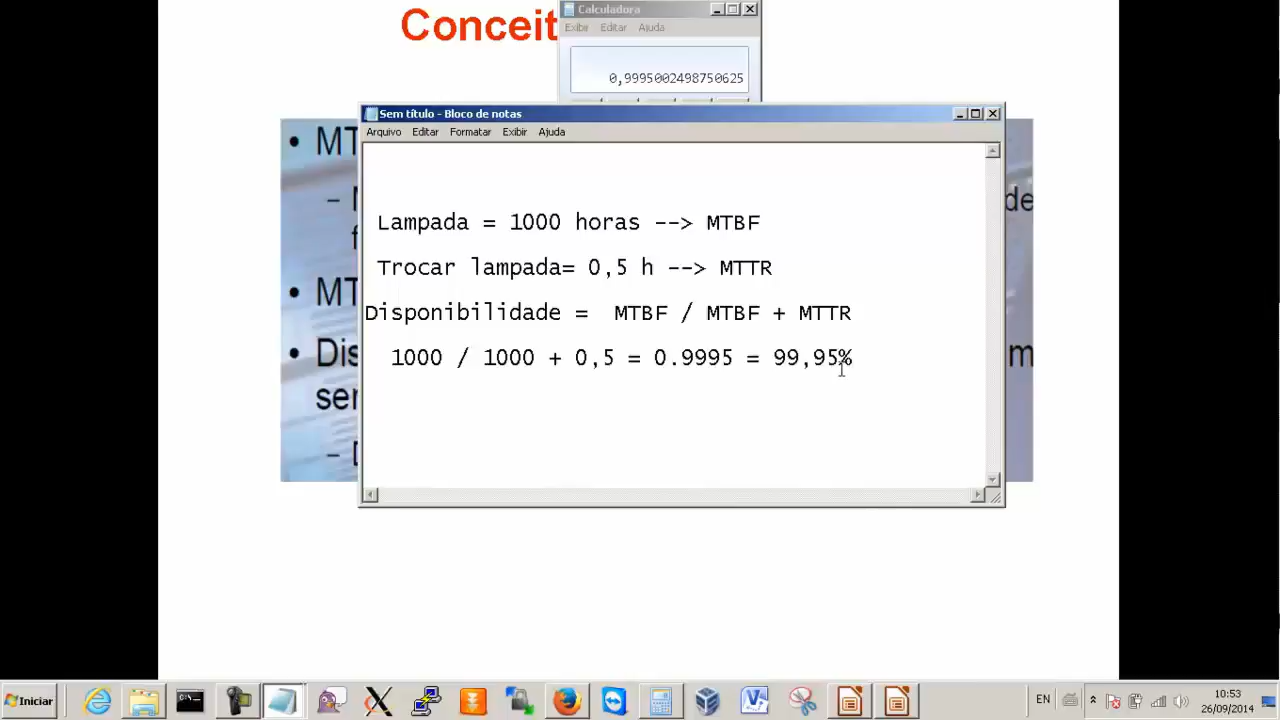 Conceit
Calculadora
Exibir Editar Ajuda
0,9995002498750625
Sem título - Bloco de notas
Arquivo Editar Formatar Exibir Ajuda
Lampada = 1000 horas --> MTBF
Trocar lampada= 0,5 h --> MTTR
Disponibilidade = MTBF / MTBF + MTTR
1000 / 1000 + 0,5 = 0.9995 = 99,95%
• MT
– N
de
f
• MT
• Dis
m
ser
– D
Iniciar
EN
10:53
26/09/2014